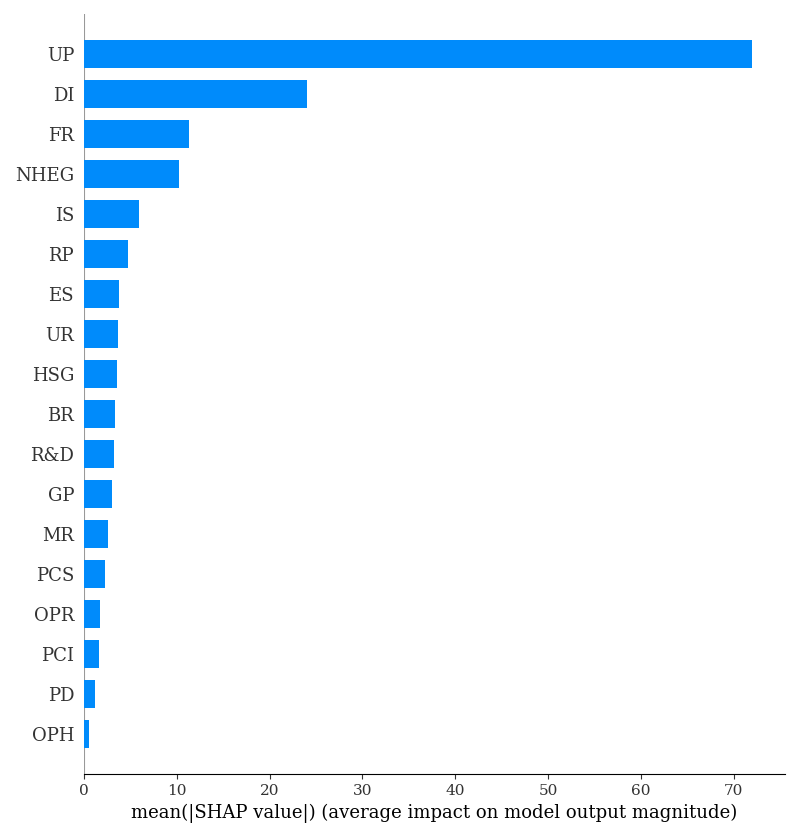 UP
DI
FR
NHEG
IS
RP
ES
UR
HSG
BR
R&D
GP
MR
PCS
OPR
PCI
PD
OPH
0 10 20 30 40 50 60 70
mean(|SHAP value|) (average impact on model output magnitude)